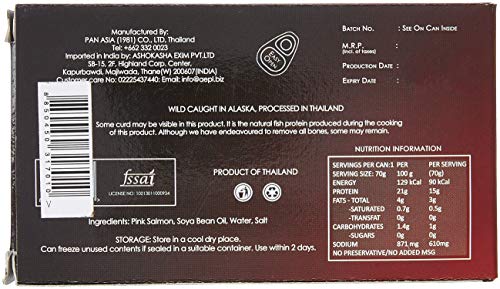 Manufactured By:
PAN ASIA (1981) CO., LTD, Thailand
Tel:+662 332 0023
Imported in India by: ASHOKASHA EXIM PVT.LTD
SB-15. 2F, Highland Corp. Center,
Kapurbawdi, Majiwada, Thane(W) 200607(INDIA)
Customer care No: 02225437440; Email: info@aepl.biz
EASY OPEN
BATCH NO. : SEE ON CAN INSIDE
M.R.P. :
(Incl. of taxes)
PRODUCTION DATE :
EXPIRY DATE :
WILD CAUGHT IN ALASKA, PROCESSED IN THAILAND
Some curd may be visible in this product. It is the natural fish protein produced during the cooking
of this product. Although we have endeavoured to remove all bones, some may remain.
fssai
LICENSE NO:10013011000934
PRODUCT OF THAILAND
Ingredients: Pink Salmon, Soya Bean Oil, Water, Salt
STORAGE: Store in a cool dry place.
Can freeze unused contents if sealed in a suitable container. Use within 2 days.
NUTRITION INFORMATION
SERVINGS PER CAN:1 PER PER SERVING
SERVING SIZE: 70g 100 g (70g)
ENERGY 129 kCAL 90 kCAL
PROTEIN 21g 15g
FATS - TOTAL 4g 3g
-SATURATED 0.7g 0.5g
-TRANSFAT 0g 0g
CARBOHYDRATES 1.4g 1g
-SUGARS 0g 0g
SODIUM 871 mg 610mg
NO PRESERVATIVE/NO ADDED MSG